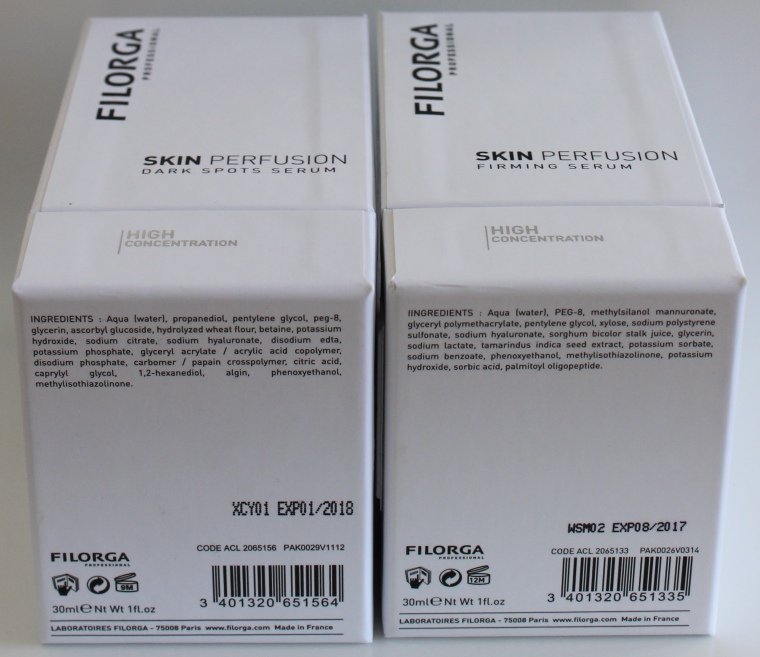 FILORGA
PROFESSIONAL
SKIN PERFUSION
DARK SPOTS SERUM
HIGH
CONCENTRATION
INGREDIENTS : Aqua (water), propanediol, pentylene glycol, peg-8,
glycerin, ascorbyl glucoside, hydrolyzed wheat flour, betaine, potassium
hydroxide, sodium citrate, sodium hyaluronate, disodium edta,
potassium phosphate, glyceryl acrylate / acrylic acid copolymer,
disodium phosphate, carbomer / papain crosspolymer, citric acid,
caprylyl glycol, 1,2-hexanediol, algin, phenoxyethanol,
methylisothiazolinone.
XCY01 EXP01/2018
CODE ACL 2065156 PAK0029V1112
FILORGA
PROFESSIONAL
9M
30ml e Nt Wt 1fl.oz
3 401320 651564
LABORATOIRES FILORGA - 75008 Paris www.filorga.com Made in France
FILORGA
PROFESSIONAL
SKIN PERFUSION
FIRMING SERUM
HIGH
CONCENTRATION
IINGREDIENTS : Aqua (water), PEG-8, methylsilanol mannuronate,
glyceryl polymethacrylate, pentylene glycol, xylose, sodium polystyrene
sulfonate, sodium hyaluronate, sorghum bicolor stalk juice, glycerin,
sodium lactate, tamarindus indica seed extract, potassium sorbate,
sodium benzoate, phenoxyethanol, methylisothiazolinone, potassium
hydroxide, sorbic acid, palmitoyl oligopeptide.
WSM02 EXP08/2017
CODE ACL 2065133 PAK0026V0314
FILORGA
PROFESSIONAL
12M
30ml e Nt Wt 1fl.oz
3 401320 651335
LABORATOIRES FILORGA - 75008 Paris www.filorga.com Made in France